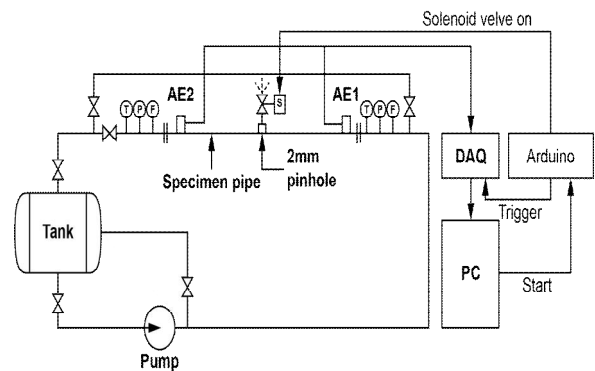 Solenoid velve on
AE2
AE1
T P F
S
T P F
Specimen pipe
2mm
pinhole
DAQ
Arduino
Trigger
Tank
PC
Start
Pump